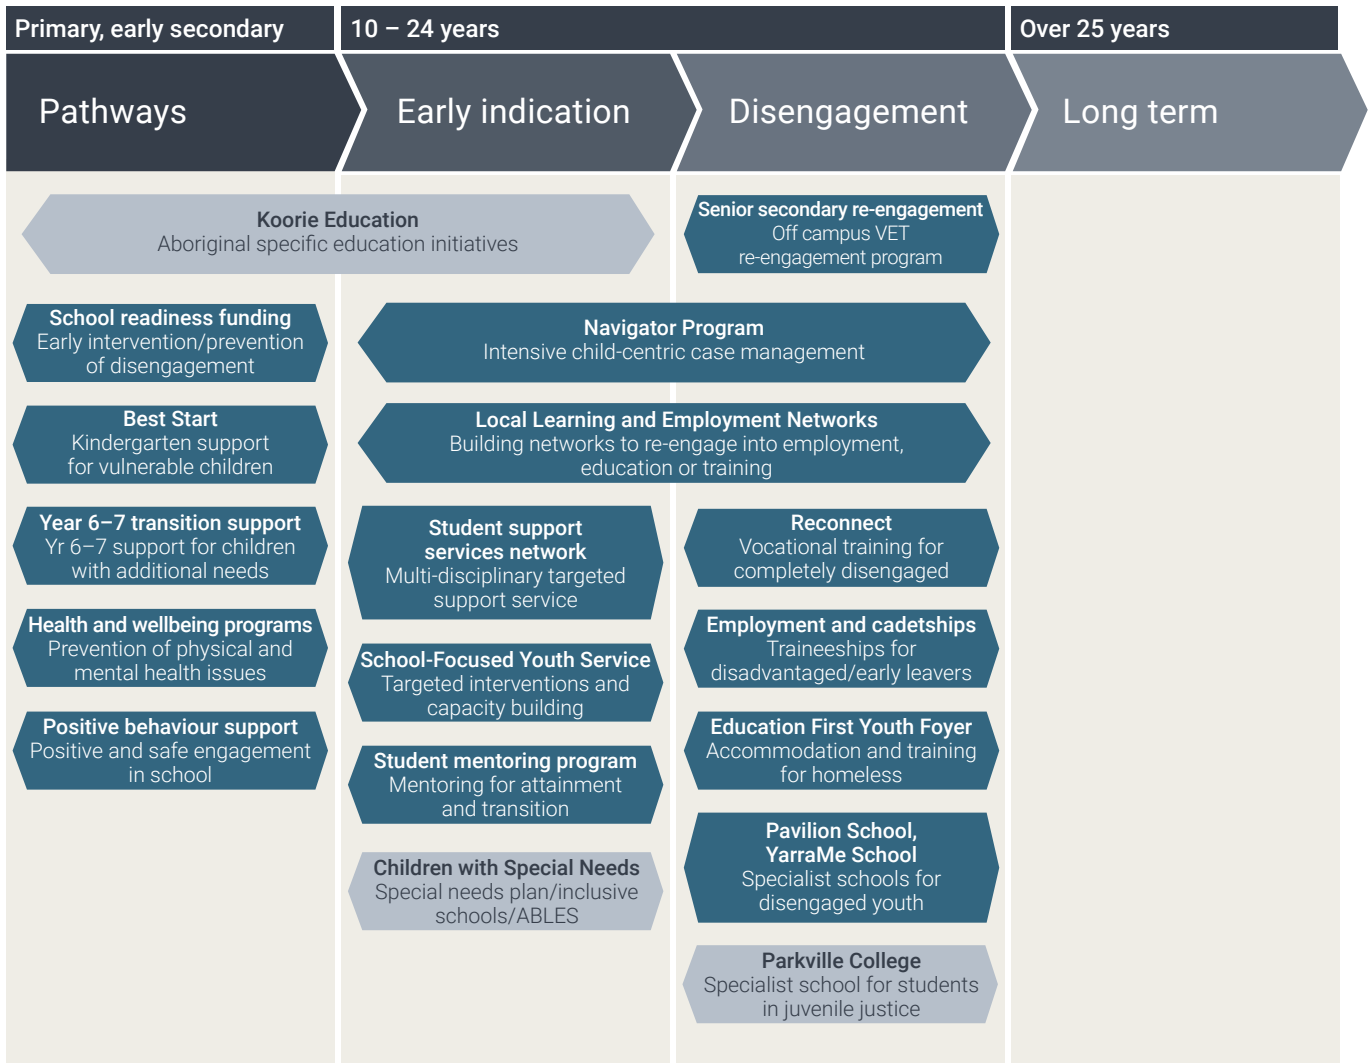 Primary, early secondary
10 – 24 years
Over 25 years
Pathways
Early indication
Disengagement
Long term
Koorie Education
Aboriginal specific education initiatives
Senior secondary re-engagement
Off campus VET
re-engagement program
School readiness funding
Early intervention/prevention
of disengagement
Navigator Program
Intensive child-centric case management
Best Start
Kindergarten support
for vulnerable children
Local Learning and Employment Networks
Building networks to re-engage into employment,
education or training
Year 6–7 transition support
Yr 6–7 support for children
with additional needs
Student support
services network
Multi-disciplinary targeted
support service
Reconnect
Vocational training for
completely disengaged
Health and wellbeing programs
Prevention of physical and
mental health issues
School-Focused Youth Service
Targeted interventions and
capacity building
Employment and cadetships
Traineeships for
disadvantaged/early leavers
Positive behaviour support
Positive and safe engagement
in school
Student mentoring program
Mentoring for attainment
and transition
Education First Youth Foyer
Accommodation and training
for homeless
Children with Special Needs
Special needs plan/inclusive
schools/ABLES
Pavilion School,
YarraMe School
Specialist schools for
disengaged youth
Parkville College
Specialist school for students
in juvenile justice